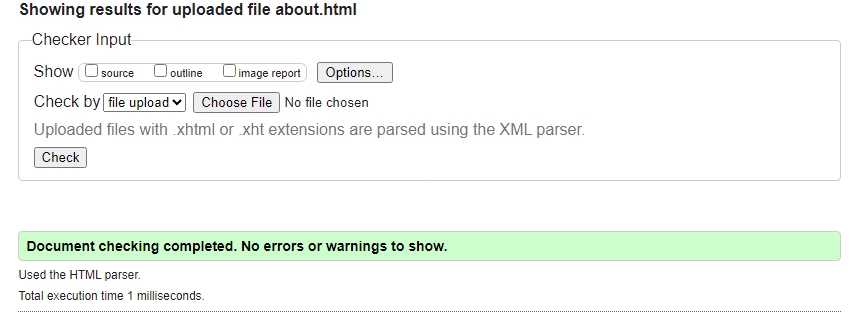 Showing results for uploaded file about.html
Checker Input
Show source outline image report Options...
Check by file upload Choose File No file chosen
Uploaded files with .xhtml or .xht extensions are parsed using the XML parser.
Check
Document checking completed. No errors or warnings to show.
Used the HTML parser.
Total execution time 1 milliseconds.